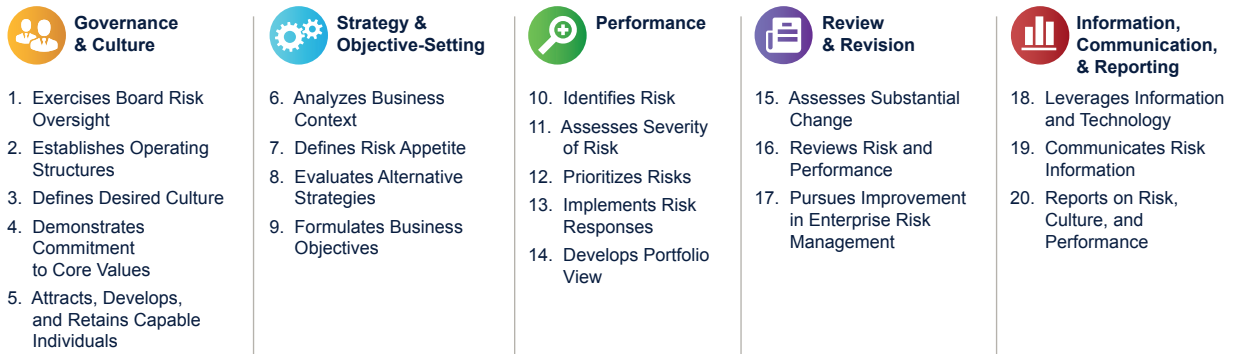 Governance
& Culture
1. Exercises Board Risk
Oversight
2. Establishes Operating
Structures
3. Defines Desired Culture
4. Demonstrates
Commitment
to Core Values
5. Attracts, Develops,
and Retains Capable
Individuals
Strategy &
Objective-Setting
6. Analyzes Business
Context
7. Defines Risk Appetite
8. Evaluates Alternative
Strategies
9. Formulates Business
Objectives
Performance
10. Identifies Risk
11. Assesses Severity
of Risk
12. Prioritizes Risks
13. Implements Risk
Responses
14. Develops Portfolio
View
Review
& Revision
15. Assesses Substantial
Change
16. Reviews Risk and
Performance
17. Pursues Improvement
in Enterprise Risk
Management
Information,
Communication,
& Reporting
18. Leverages Information
and Technology
19. Communicates Risk
Information
20. Reports on Risk,
Culture, and
Performance